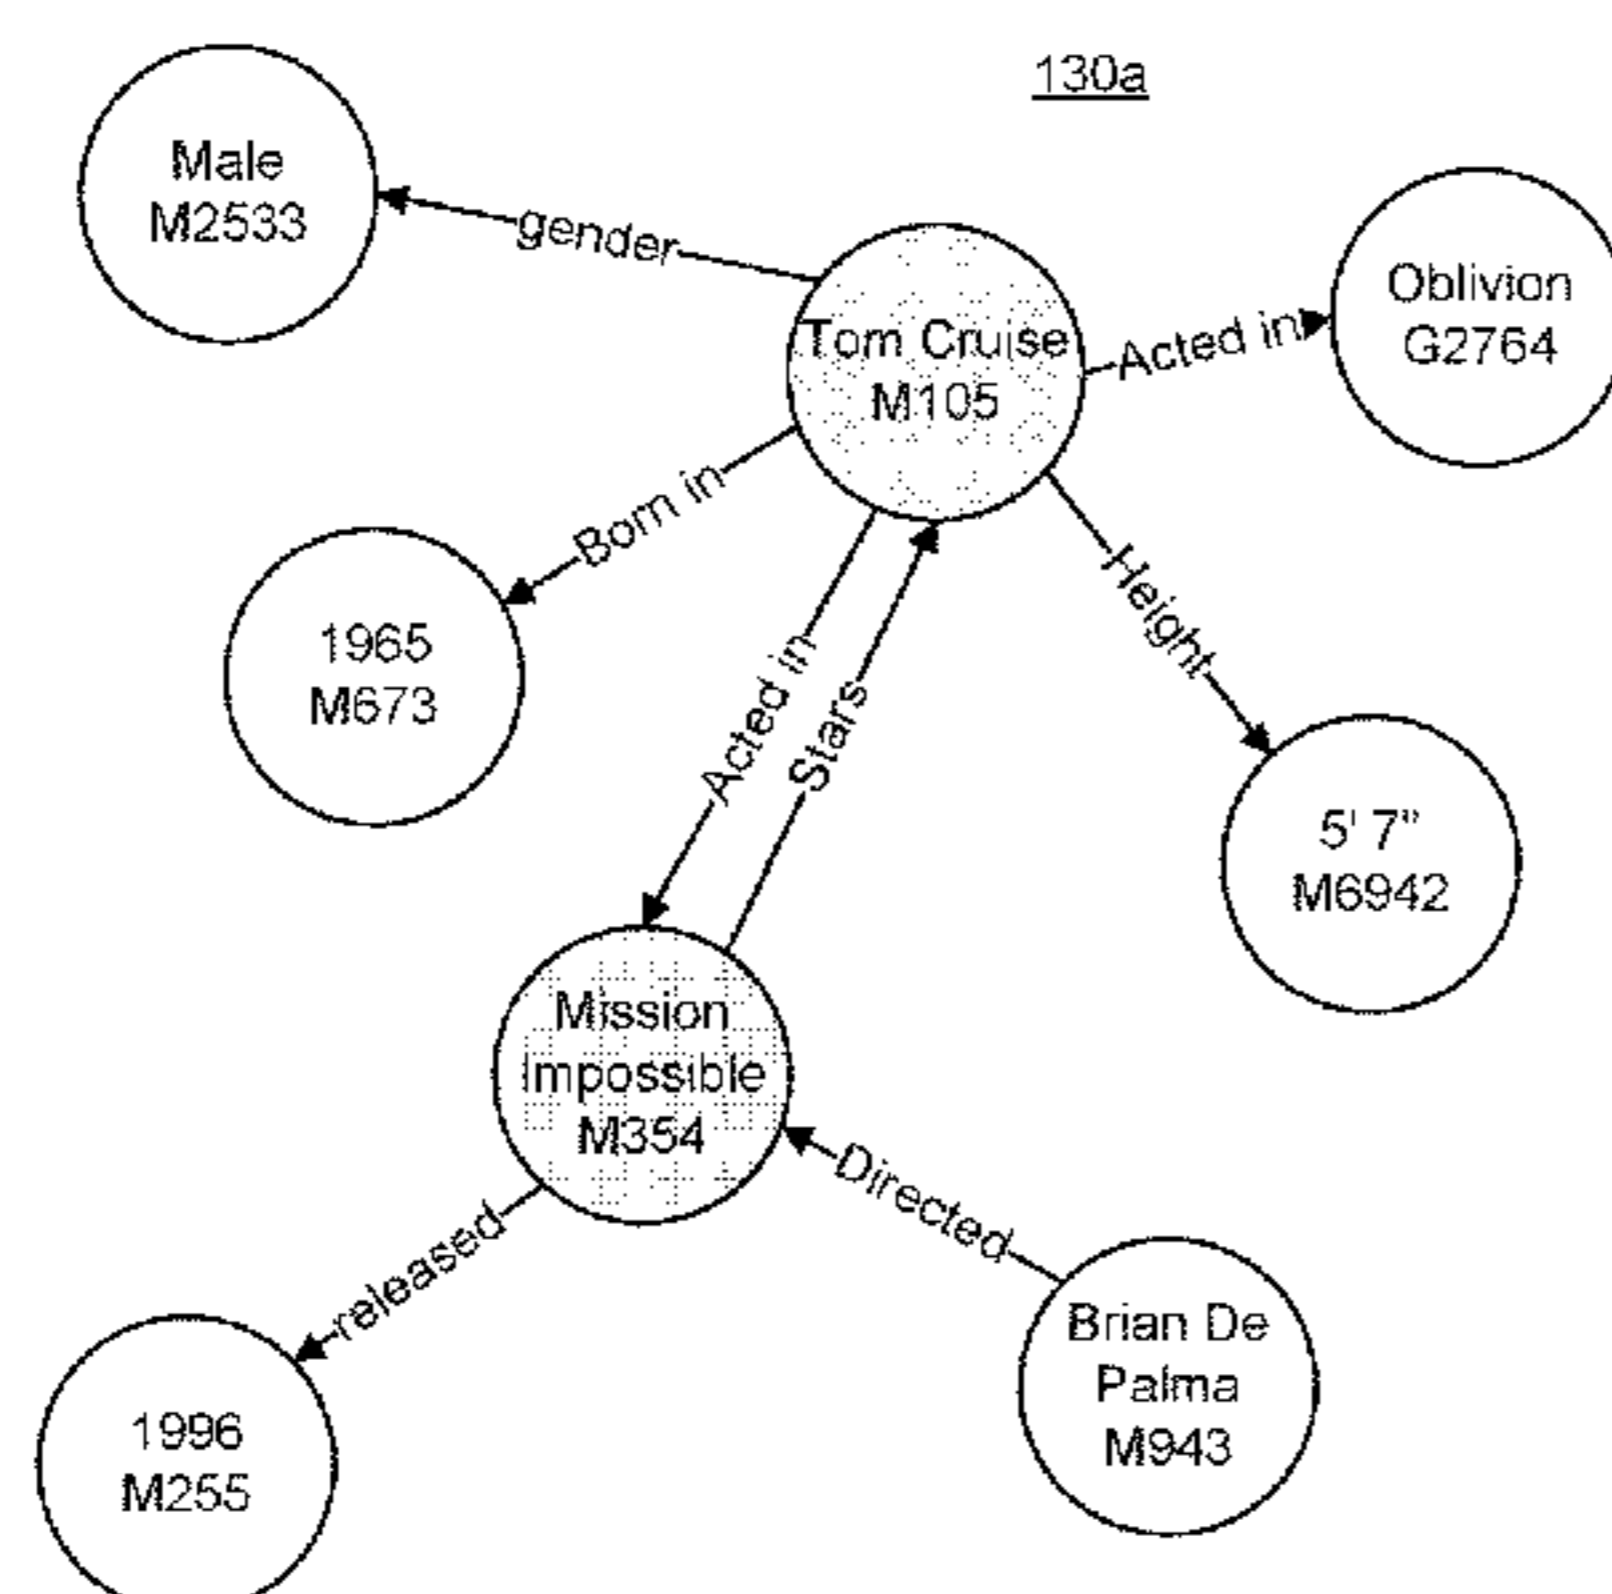 130a
Male
M2533
gender
Tom Cruise
M105
Acted in
Oblivion
G2764
Born in
1965
M673
Acted in
Stars
Height
5' 7"
M6942
Mission
Impossible
M354
released
Directed
1996
M255
Brian De
Palma
M943